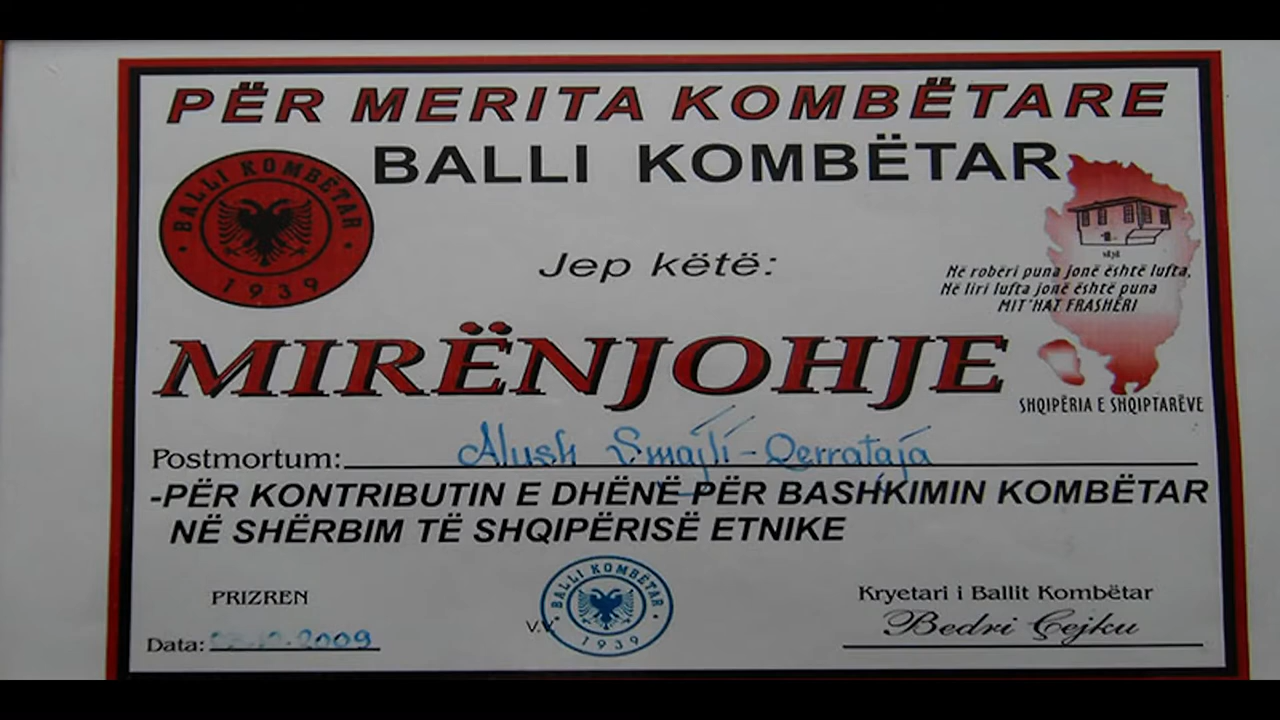 PËR MERITA KOMBËTARE
BALLI KOMBËTAR
BALLI KOMBËTAR
1939
Jep këtë:
Në robëri puna jonë është lufta,
Në liri lufta jonë është puna
MIT'HAT FRASHËRI
MIRËNJOHJE
SHQIPËRIA E SHQIPTARËVE
Postmortum: Alush Smajli-Qerrataja
-PËR KONTRIBUTIN E DHËNË PËR BASHKIMIN KOMBËTAR
NË SHËRBIM TË SHQIPËRISË ETNIKE
PRIZREN
Data: 2009
V.V.
BALLI KOMBËTAR
1939
Kryetari i Ballit Kombëtar
Bedri Çejku